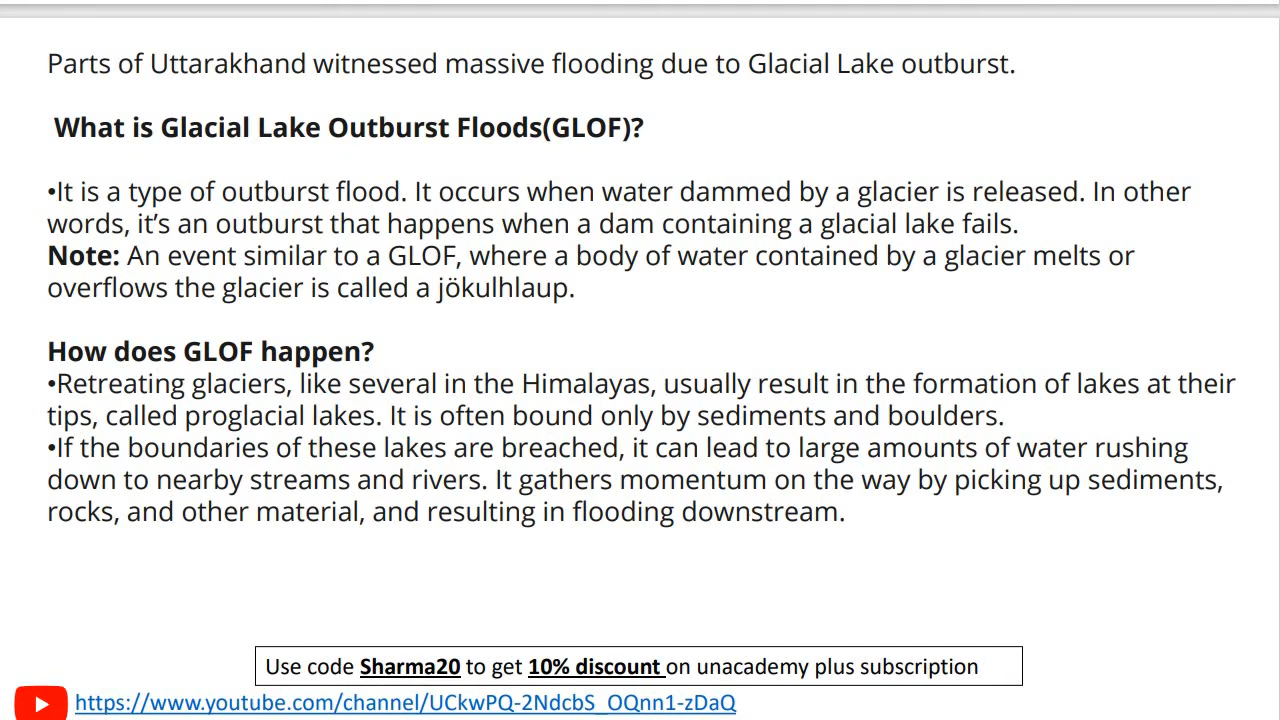 Parts of Uttarakhand witnessed massive flooding due to Glacial Lake outburst.
What is Glacial Lake Outburst Floods(GLOF)?
•It is a type of outburst flood. It occurs when water dammed by a glacier is released. In other
words, it’s an outburst that happens when a dam containing a glacial lake fails.
Note: An event similar to a GLOF, where a body of water contained by a glacier melts or
overflows the glacier is called a jökulhlaup.
How does GLOF happen?
•Retreating glaciers, like several in the Himalayas, usually result in the formation of lakes at their
tips, called proglacial lakes. It is often bound only by sediments and boulders.
•If the boundaries of these lakes are breached, it can lead to large amounts of water rushing
down to nearby streams and rivers. It gathers momentum on the way by picking up sediments,
rocks, and other material, and resulting in flooding downstream.
Use code Sharma20 to get 10% discount on unacademy plus subscription
https://www.youtube.com/channel/UCkwPQ-2NdcbS_OQnn1-zDaQ